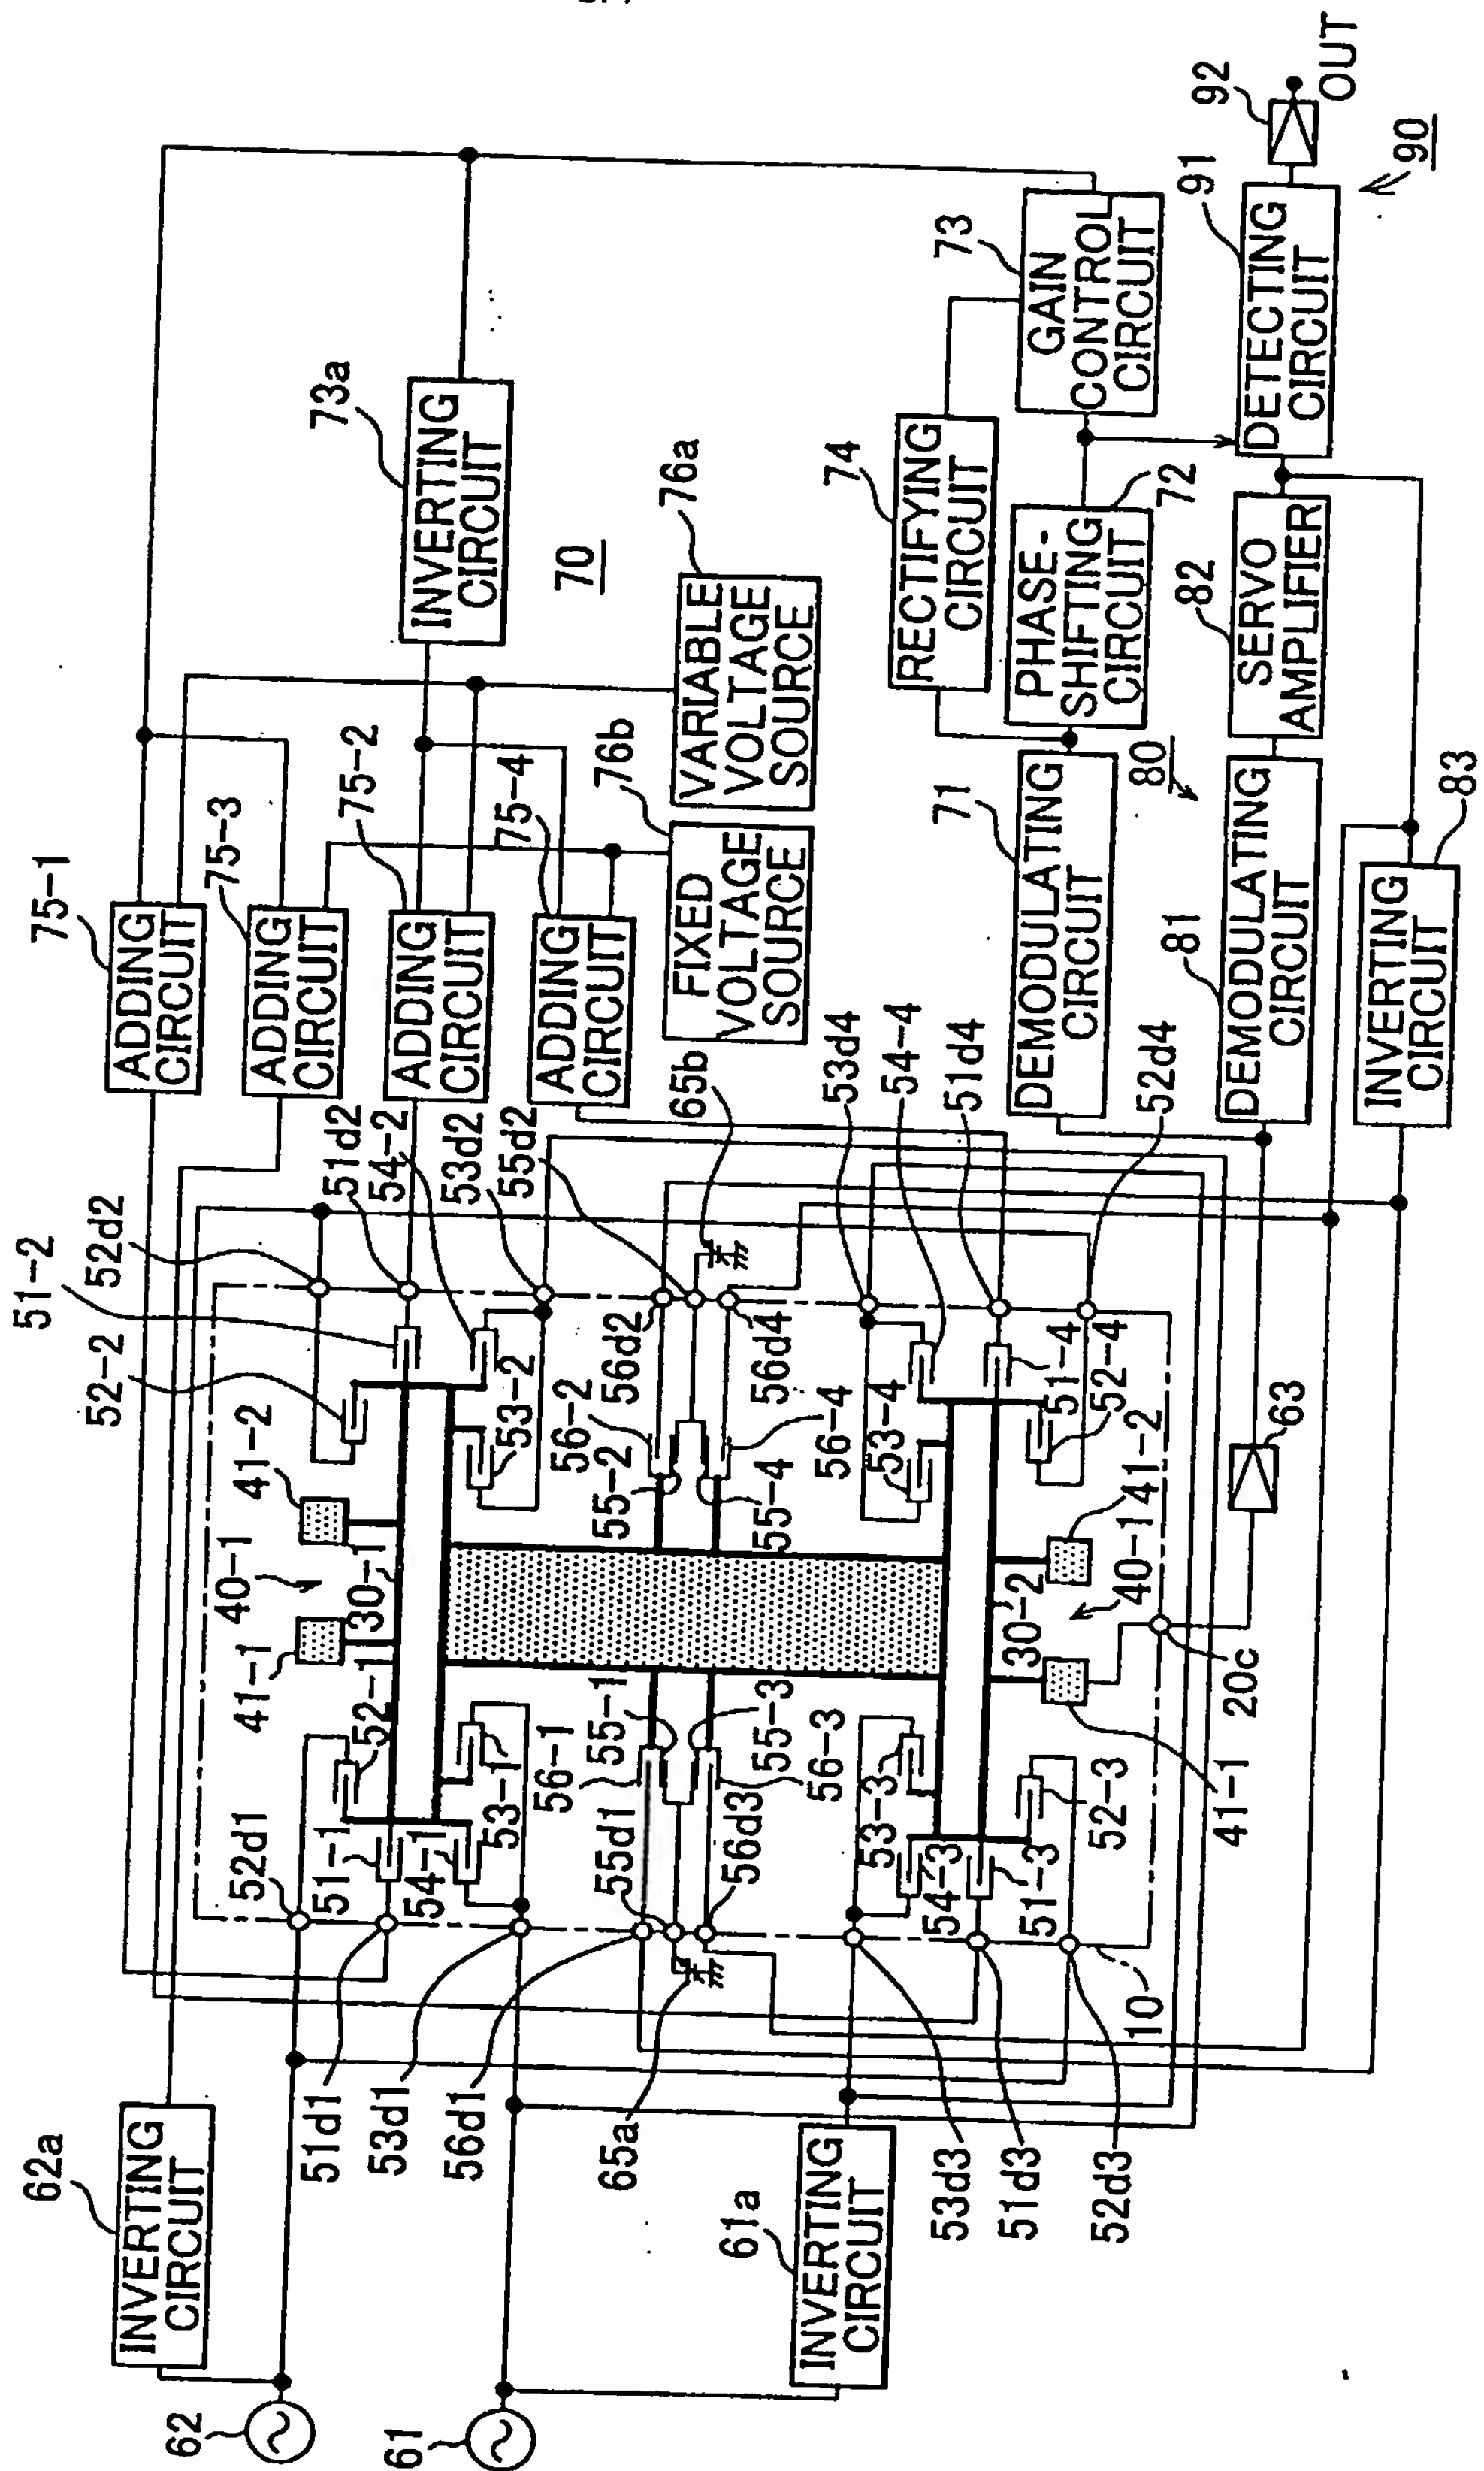 62a
INVERTING
CIRCUIT
62
61
61a
INVERTING
CIRCUIT
51d1
53d1
56d1
65a
53d3
51d3
52d3
10
52d1
51-1
54-1
53-1
52-1
41-1
40-1
41-2
30-1
52-2
51-2
52d2
51d2
54-2
53d2
55d2
53-2
56-1
55d1
55-1
55-3
56d3
56-3
56-2
55-2
56d2
56d4
55-4
56-4
65b
53-3
54-3
51-3
52-3
41-1
30-2
20c
40-1
41-2
53-4
51-4
52-4
53d4
54-4
51d4
52d4
63
75-1
ADDING
CIRCUIT
75-3
ADDING
CIRCUIT
75-2
ADDING
CIRCUIT
75-4
ADDING
CIRCUIT
76b
FIXED
VOLTAGE
SOURCE
76a
VARIABLE
VOLTAGE
SOURCE
70
73a
INVERTING
CIRCUIT
71
DEMODULATING
CIRCUIT
72
PHASE-
SHIFTING
CIRCUIT
74
RECTIFYING
CIRCUIT
73
GAIN
CONTROL
CIRCUIT
80
81
DEMODULATING
CIRCUIT
82
SERVO
AMPLIFIER
83
INVERTING
CIRCUIT
91
DETECTING
CIRCUIT
92
OUT
90